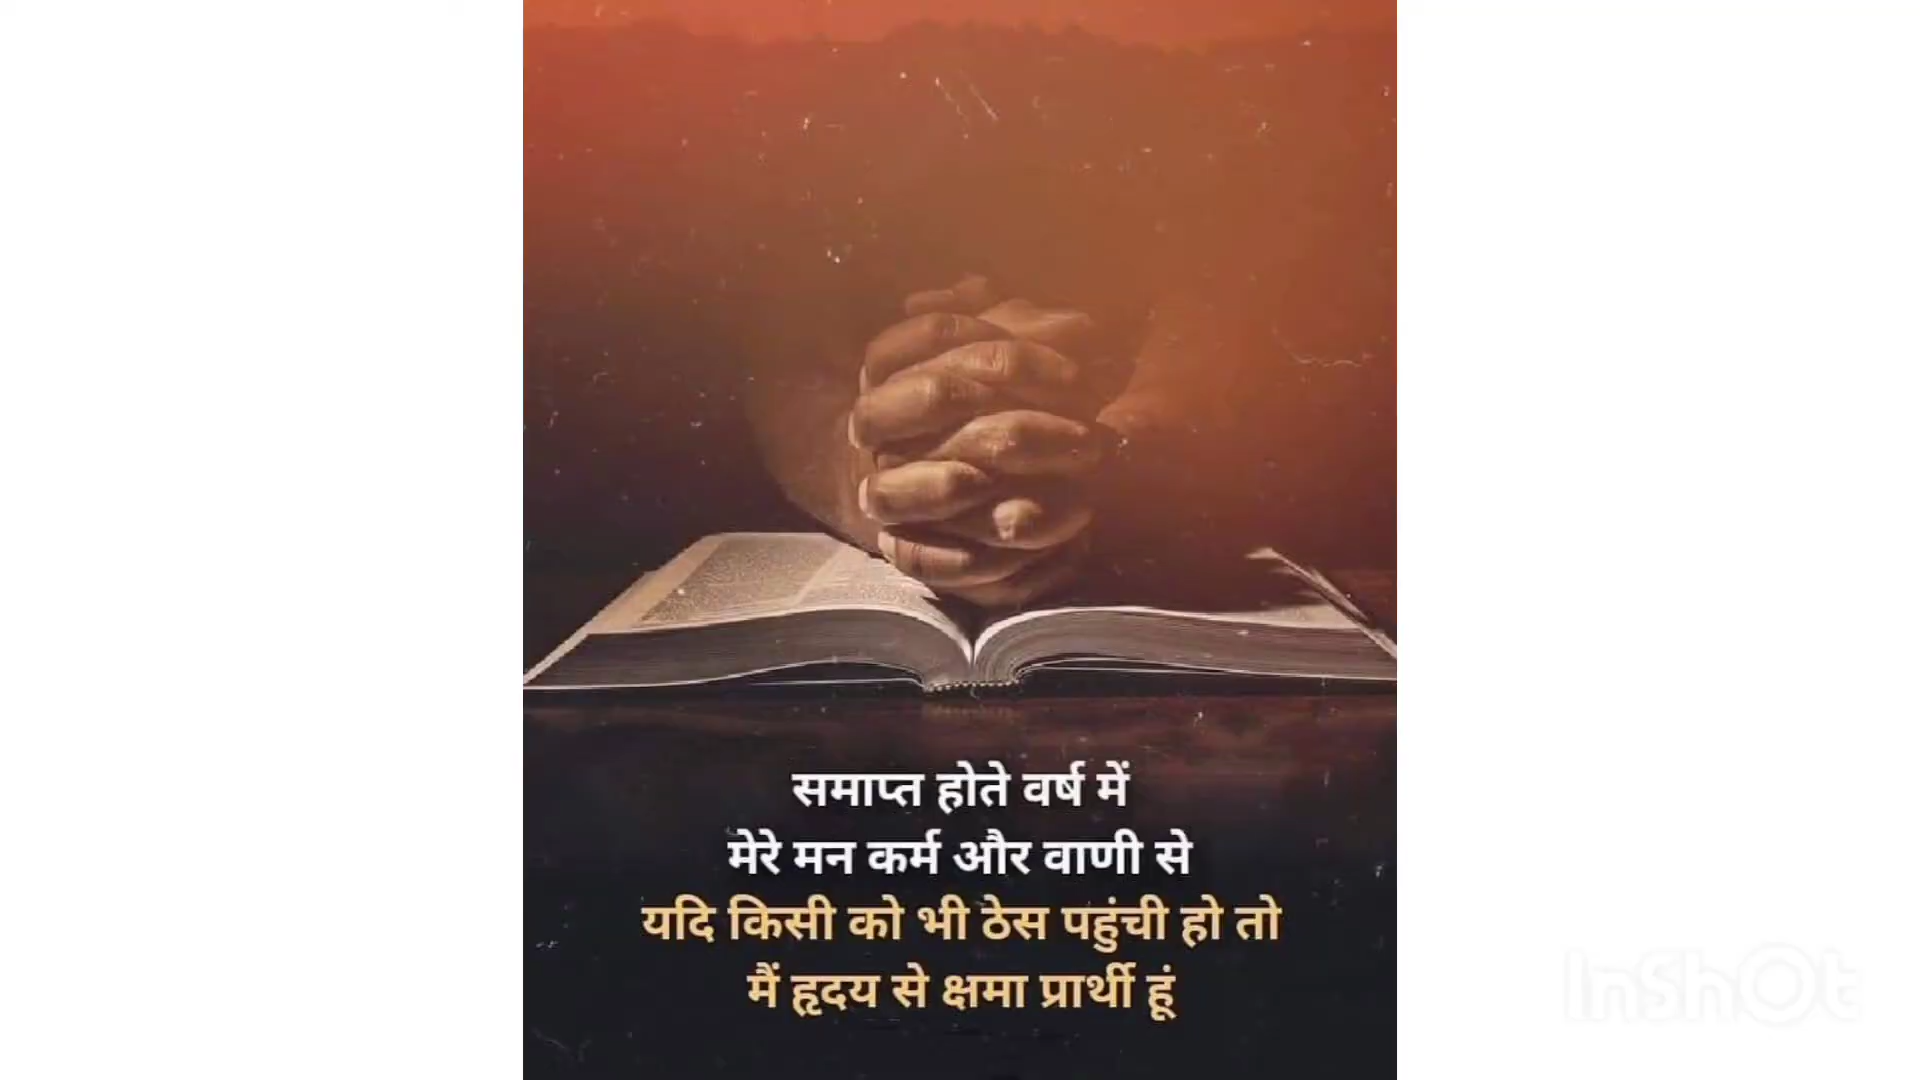 समाप्त होते वर्ष में
मेरे मन कर्म और वाणी से
यदि किसी को भी ठेस पहुंची हो तो
मैं हृदय से क्षमा प्रार्थी हूं
InShOt